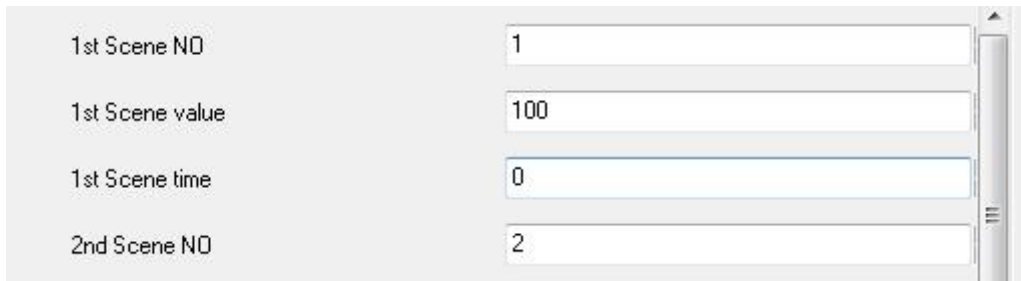 1st Scene NO 1
1st Scene value 100
1st Scene time 0
2nd Scene NO 2